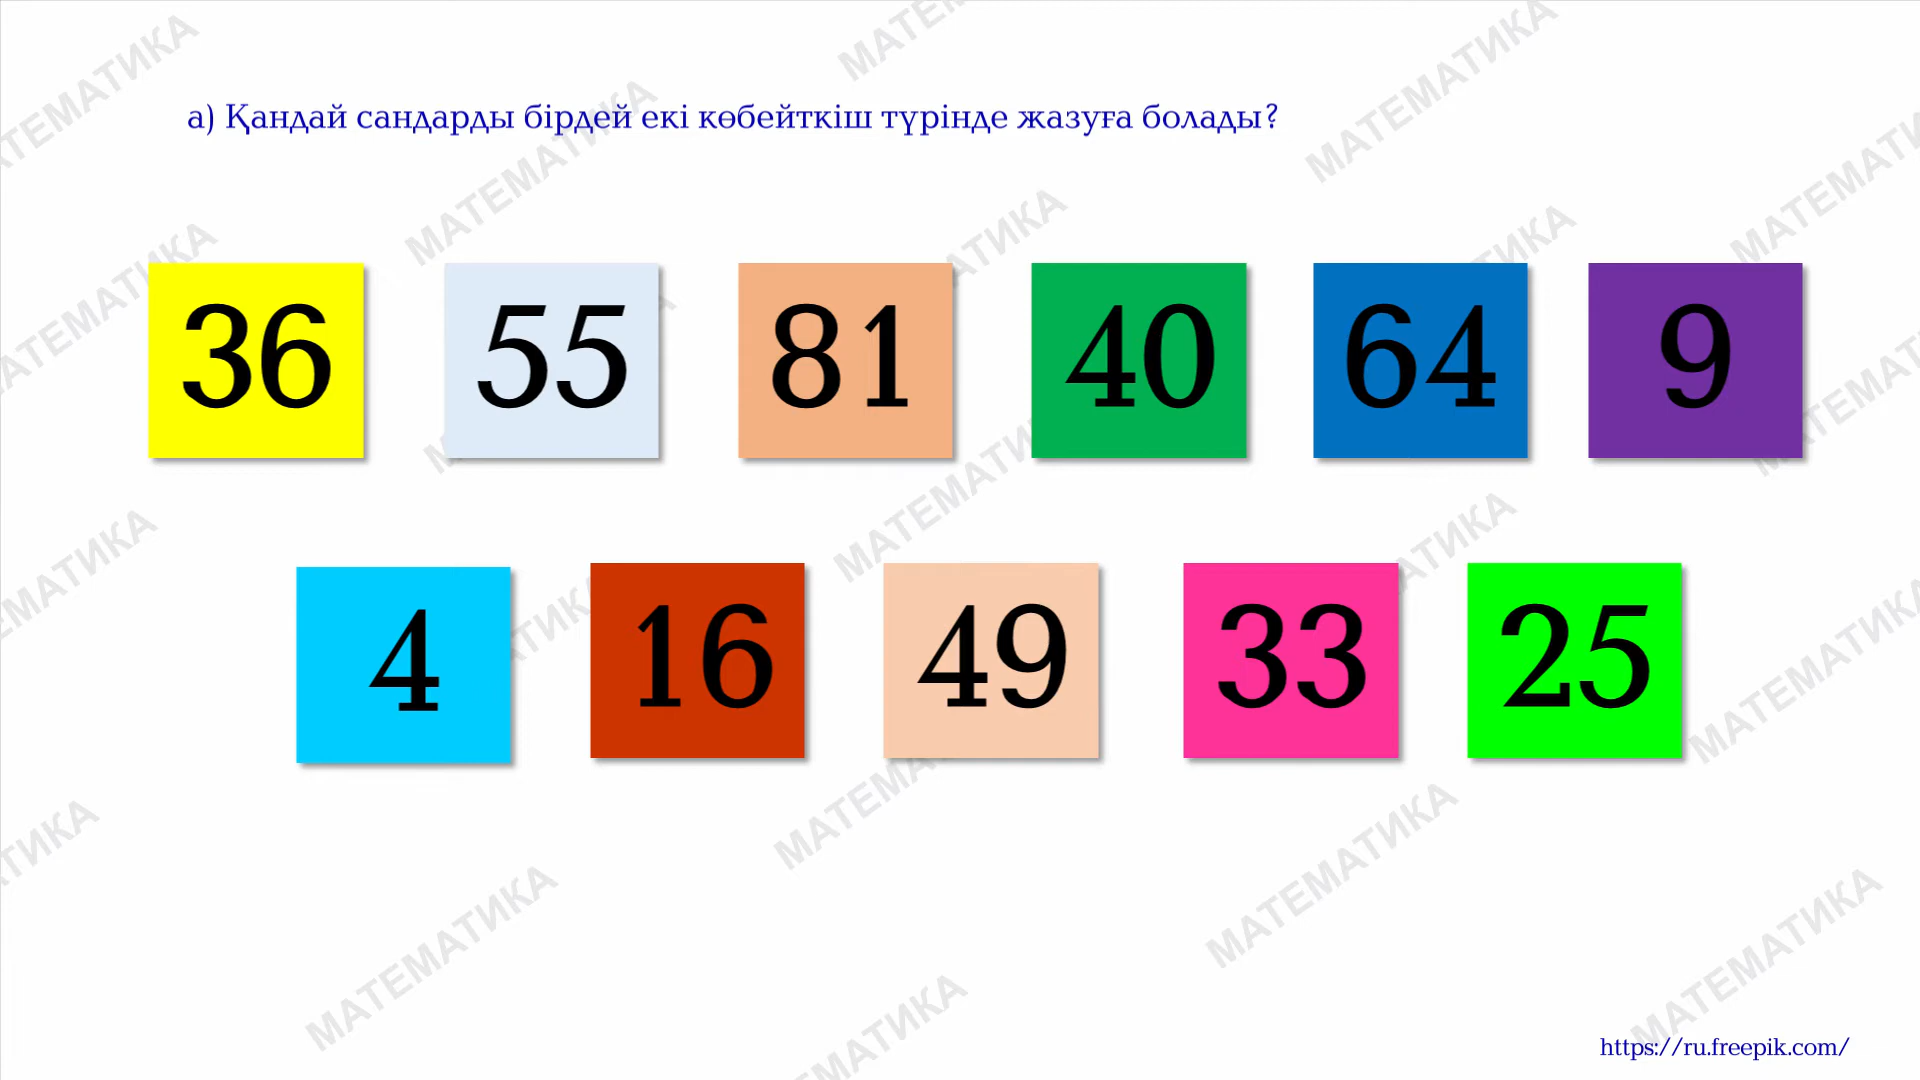 а) Қандай сандарды бірдей екі көбейткіш түрінде жазуға болады?
36 55 81 40 64 9
4 16 49 33 25
https://ru.freepik.com/
МАТЕМАТИКА